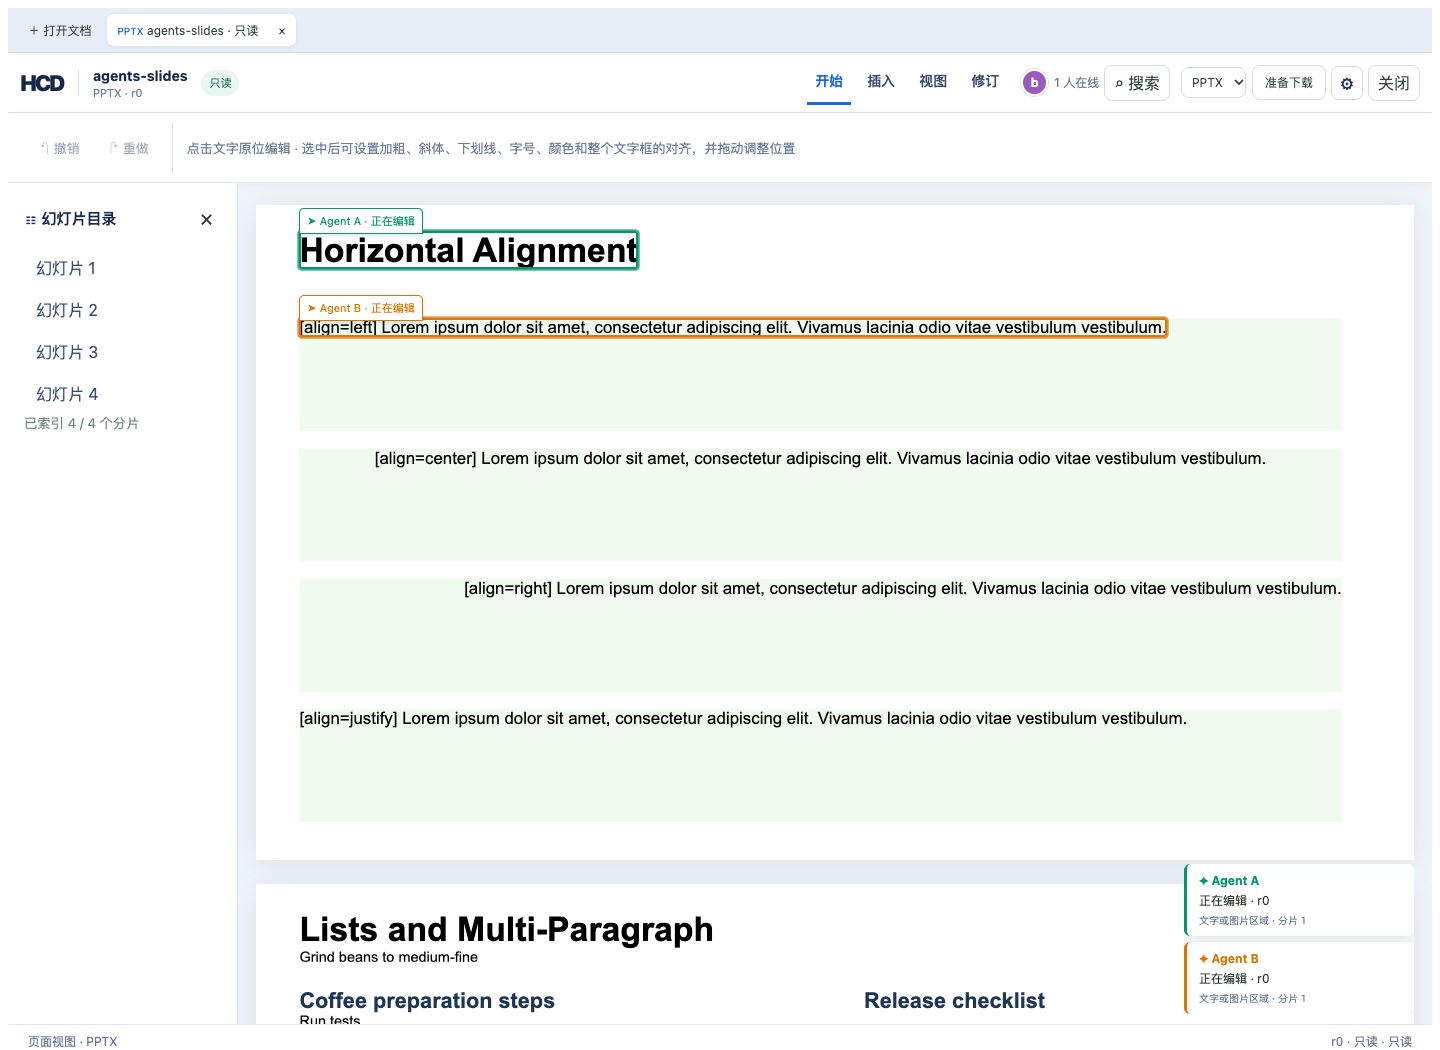 + 打开文档
PPTX agents-slides · 只读 ×
HCD
agents-slides
PPTX · r0
只读
开始 插入 视图 修订
b 1 人在线
搜索
PPTX
准备下载
关闭
撤销 重做
点击文字原位编辑 · 选中后可设置加粗、斜体、下划线、字号、颜色和整个文字框的对齐，并拖动调整位置
幻灯片目录 ×
幻灯片 1
幻灯片 2
幻灯片 3
幻灯片 4
已索引 4 / 4 个分片
➤ Agent A · 正在编辑
Horizontal Alignment
➤ Agent B · 正在编辑
[align=left] Lorem ipsum dolor sit amet, consectetur adipiscing elit. Vivamus lacinia odio vitae vestibulum vestibulum.
[align=center] Lorem ipsum dolor sit amet, consectetur adipiscing elit. Vivamus lacinia odio vitae vestibulum vestibulum.
[align=right] Lorem ipsum dolor sit amet, consectetur adipiscing elit. Vivamus lacinia odio vitae vestibulum vestibulum.
[align=justify] Lorem ipsum dolor sit amet, consectetur adipiscing elit. Vivamus lacinia odio vitae vestibulum vestibulum.
Lists and Multi-Paragraph
Grind beans to medium-fine
Coffee preparation steps
Run tests
Release checklist
✦ Agent A
正在编辑 · r0
文字或图片区域 · 分片 1
✦ Agent B
正在编辑 · r0
文字或图片区域 · 分片 1
页面视图 · PPTX
r0 · 只读 · 只读